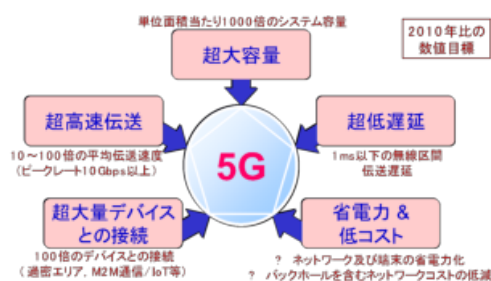 単位面積当たり1000倍のシステム容量
2010年比の
数値目標
超大容量
超高速伝送
超低遅延
10～100倍の平均伝送速度
(ピークレート10Gbps以上)
1ms以下の無線区間
伝送遅延
5G
超大量デバイス
との接続
省電力 &
低コスト
100倍のデバイスとの接続
(過密エリア, M2M通信/IoT等)
? ネットワーク及び端末の省電力化
? バックホールを含むネットワークコストの低減